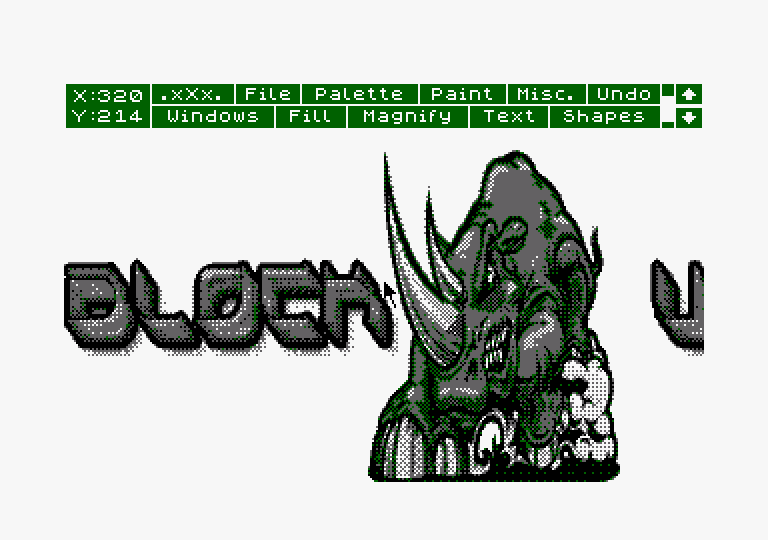 X:320 .xXx. File Palette Paint Misc. Undo
Y:214 Windows Fill Magnify Text Shapes
BLOCK U